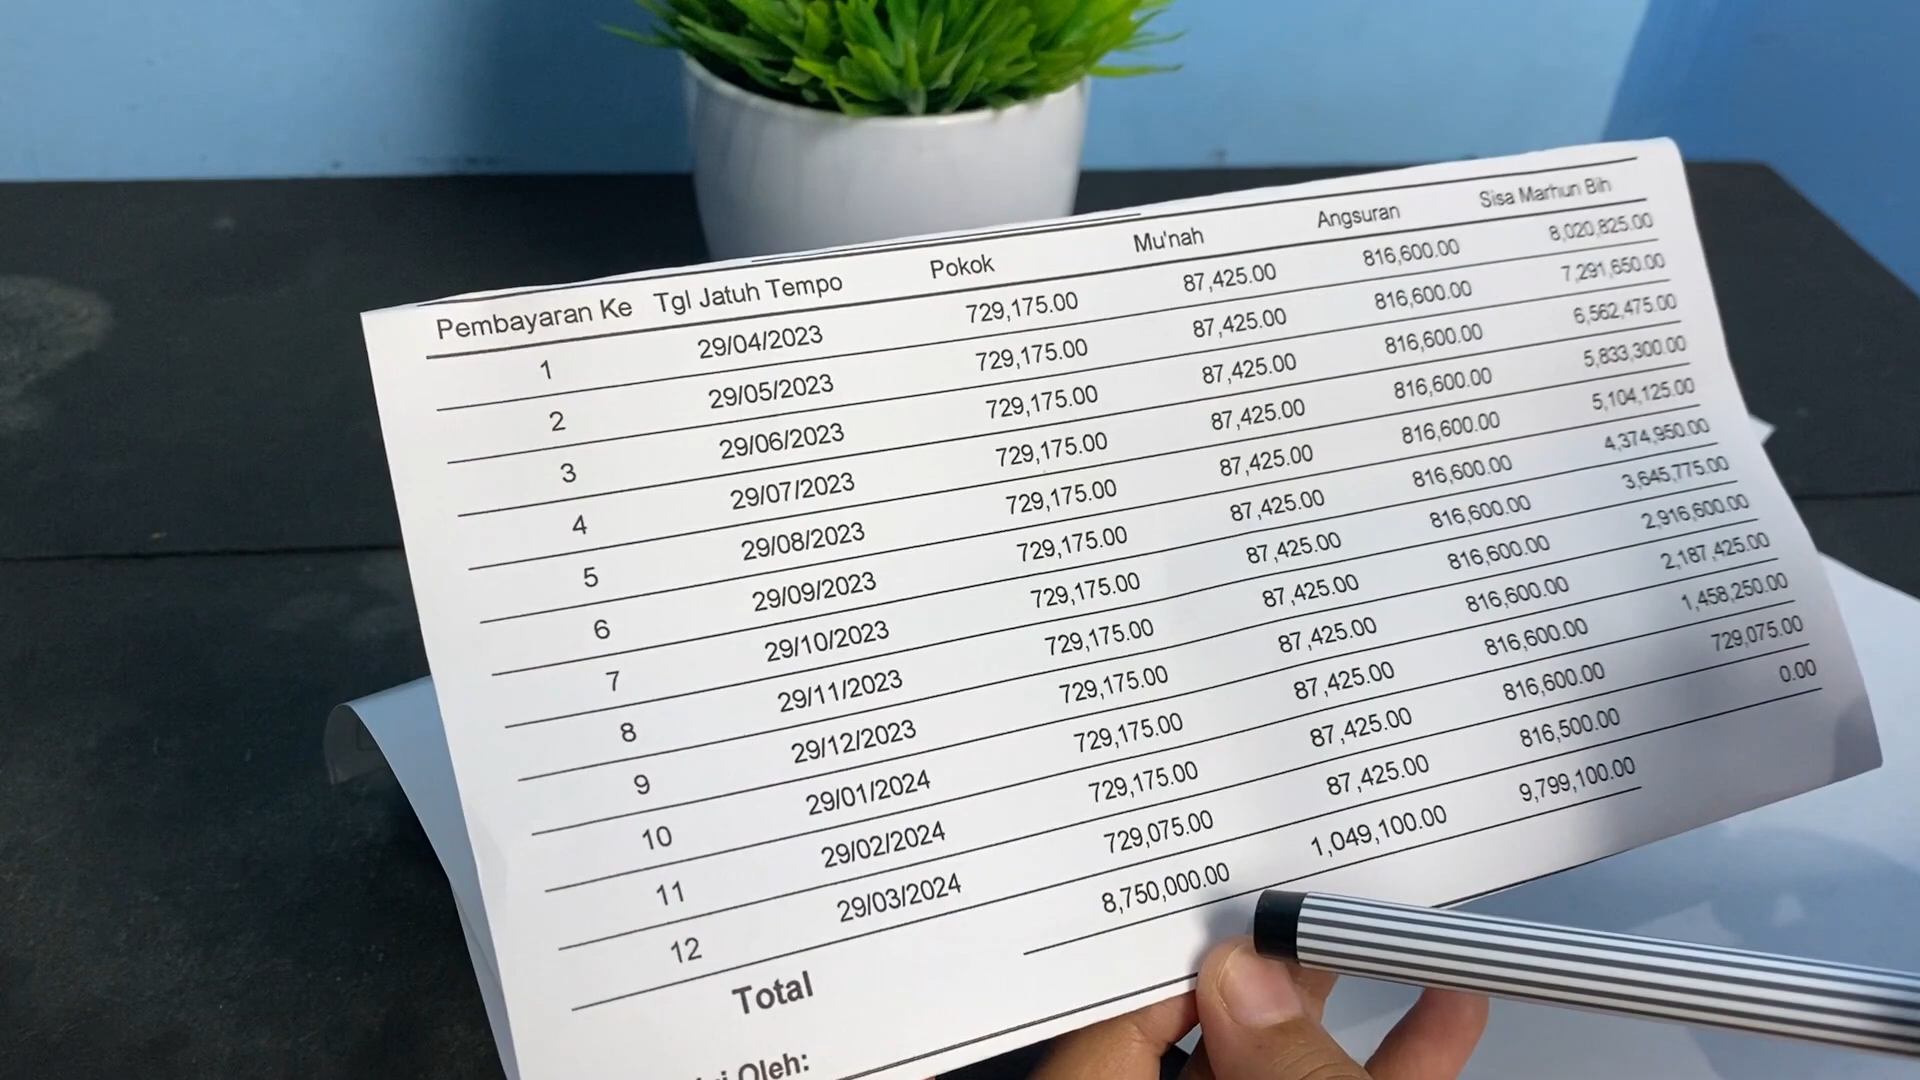 Pembayaran Ke Tgl Jatuh Tempo Pokok Mu'nah Angsuran Sisa Marhun Bih
1 29/04/2023 729,175.00 87,425.00 816,600.00 8,020,825.00
2 29/05/2023 729,175.00 87,425.00 816,600.00 7,291,650.00
3 29/06/2023 729,175.00 87,425.00 816,600.00 6,562,475.00
4 29/07/2023 729,175.00 87,425.00 816,600.00 5,833,300.00
5 29/08/2023 729,175.00 87,425.00 816,600.00 5,104,125.00
6 29/09/2023 729,175.00 87,425.00 816,600.00 4,374,950.00
7 29/10/2023 729,175.00 87,425.00 816,600.00 3,645,775.00
8 29/11/2023 729,175.00 87,425.00 816,600.00 2,916,600.00
9 29/12/2023 729,175.00 87,425.00 816,600.00 2,187,425.00
10 29/01/2024 729,175.00 87,425.00 816,600.00 1,458,250.00
11 29/02/2024 729,175.00 87,425.00 816,600.00 729,075.00
12 29/03/2024 729,075.00 87,425.00 816,500.00 0.00
Total 8,750,000.00 1,049,100.00 9,799,100.00
Oleh: